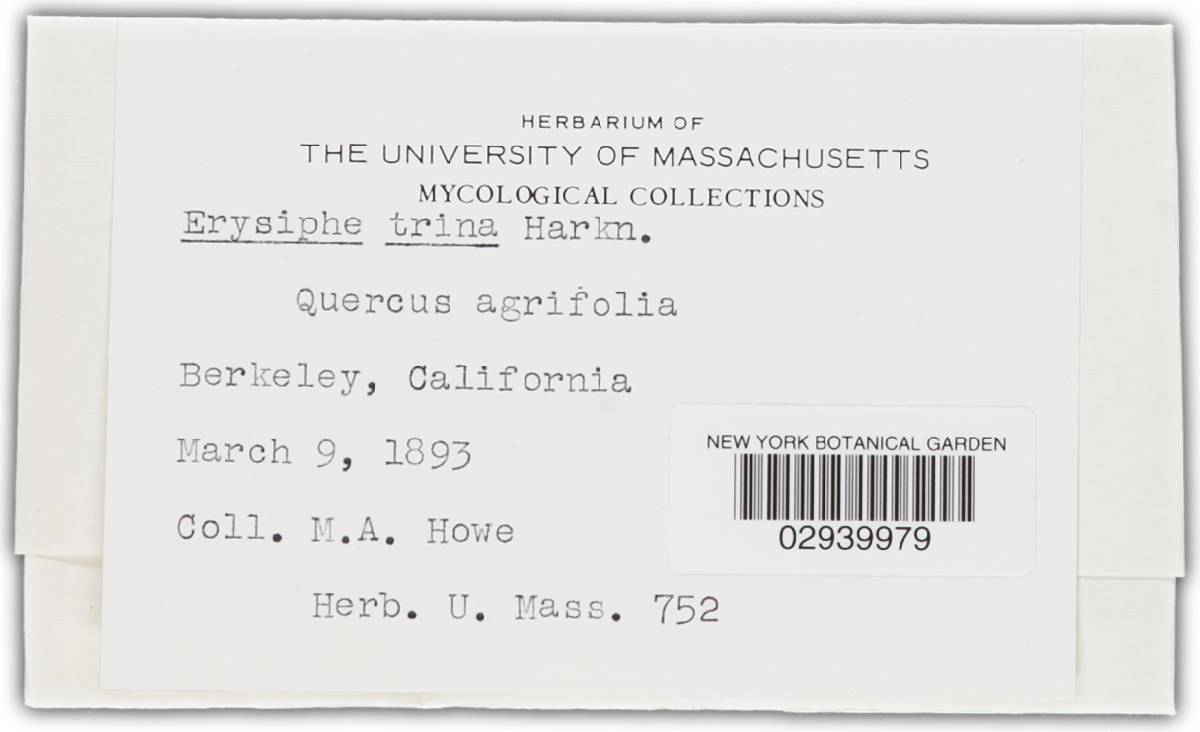 HERBARIUM OF
THE UNIVERSITY OF MASSACHUSETTS
MYCOLOGICAL COLLECTIONS
Erysiphe trina Harkn.
Quercus agrifolia
Berkeley, California
March 9, 1893
Coll. M.A. Howe
Herb. U. Mass. 752
NEW YORK BOTANICAL GARDEN
02939979